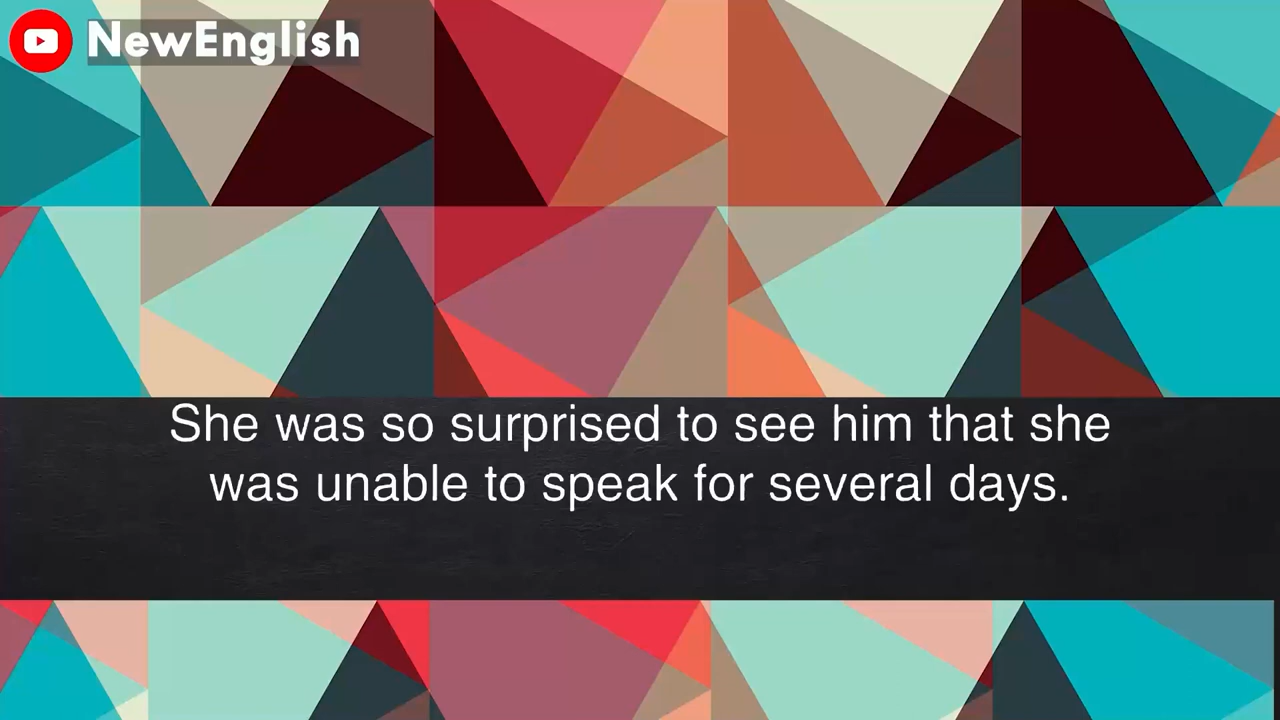 NewEnglish
She was so surprised to see him that she
was unable to speak for several days.